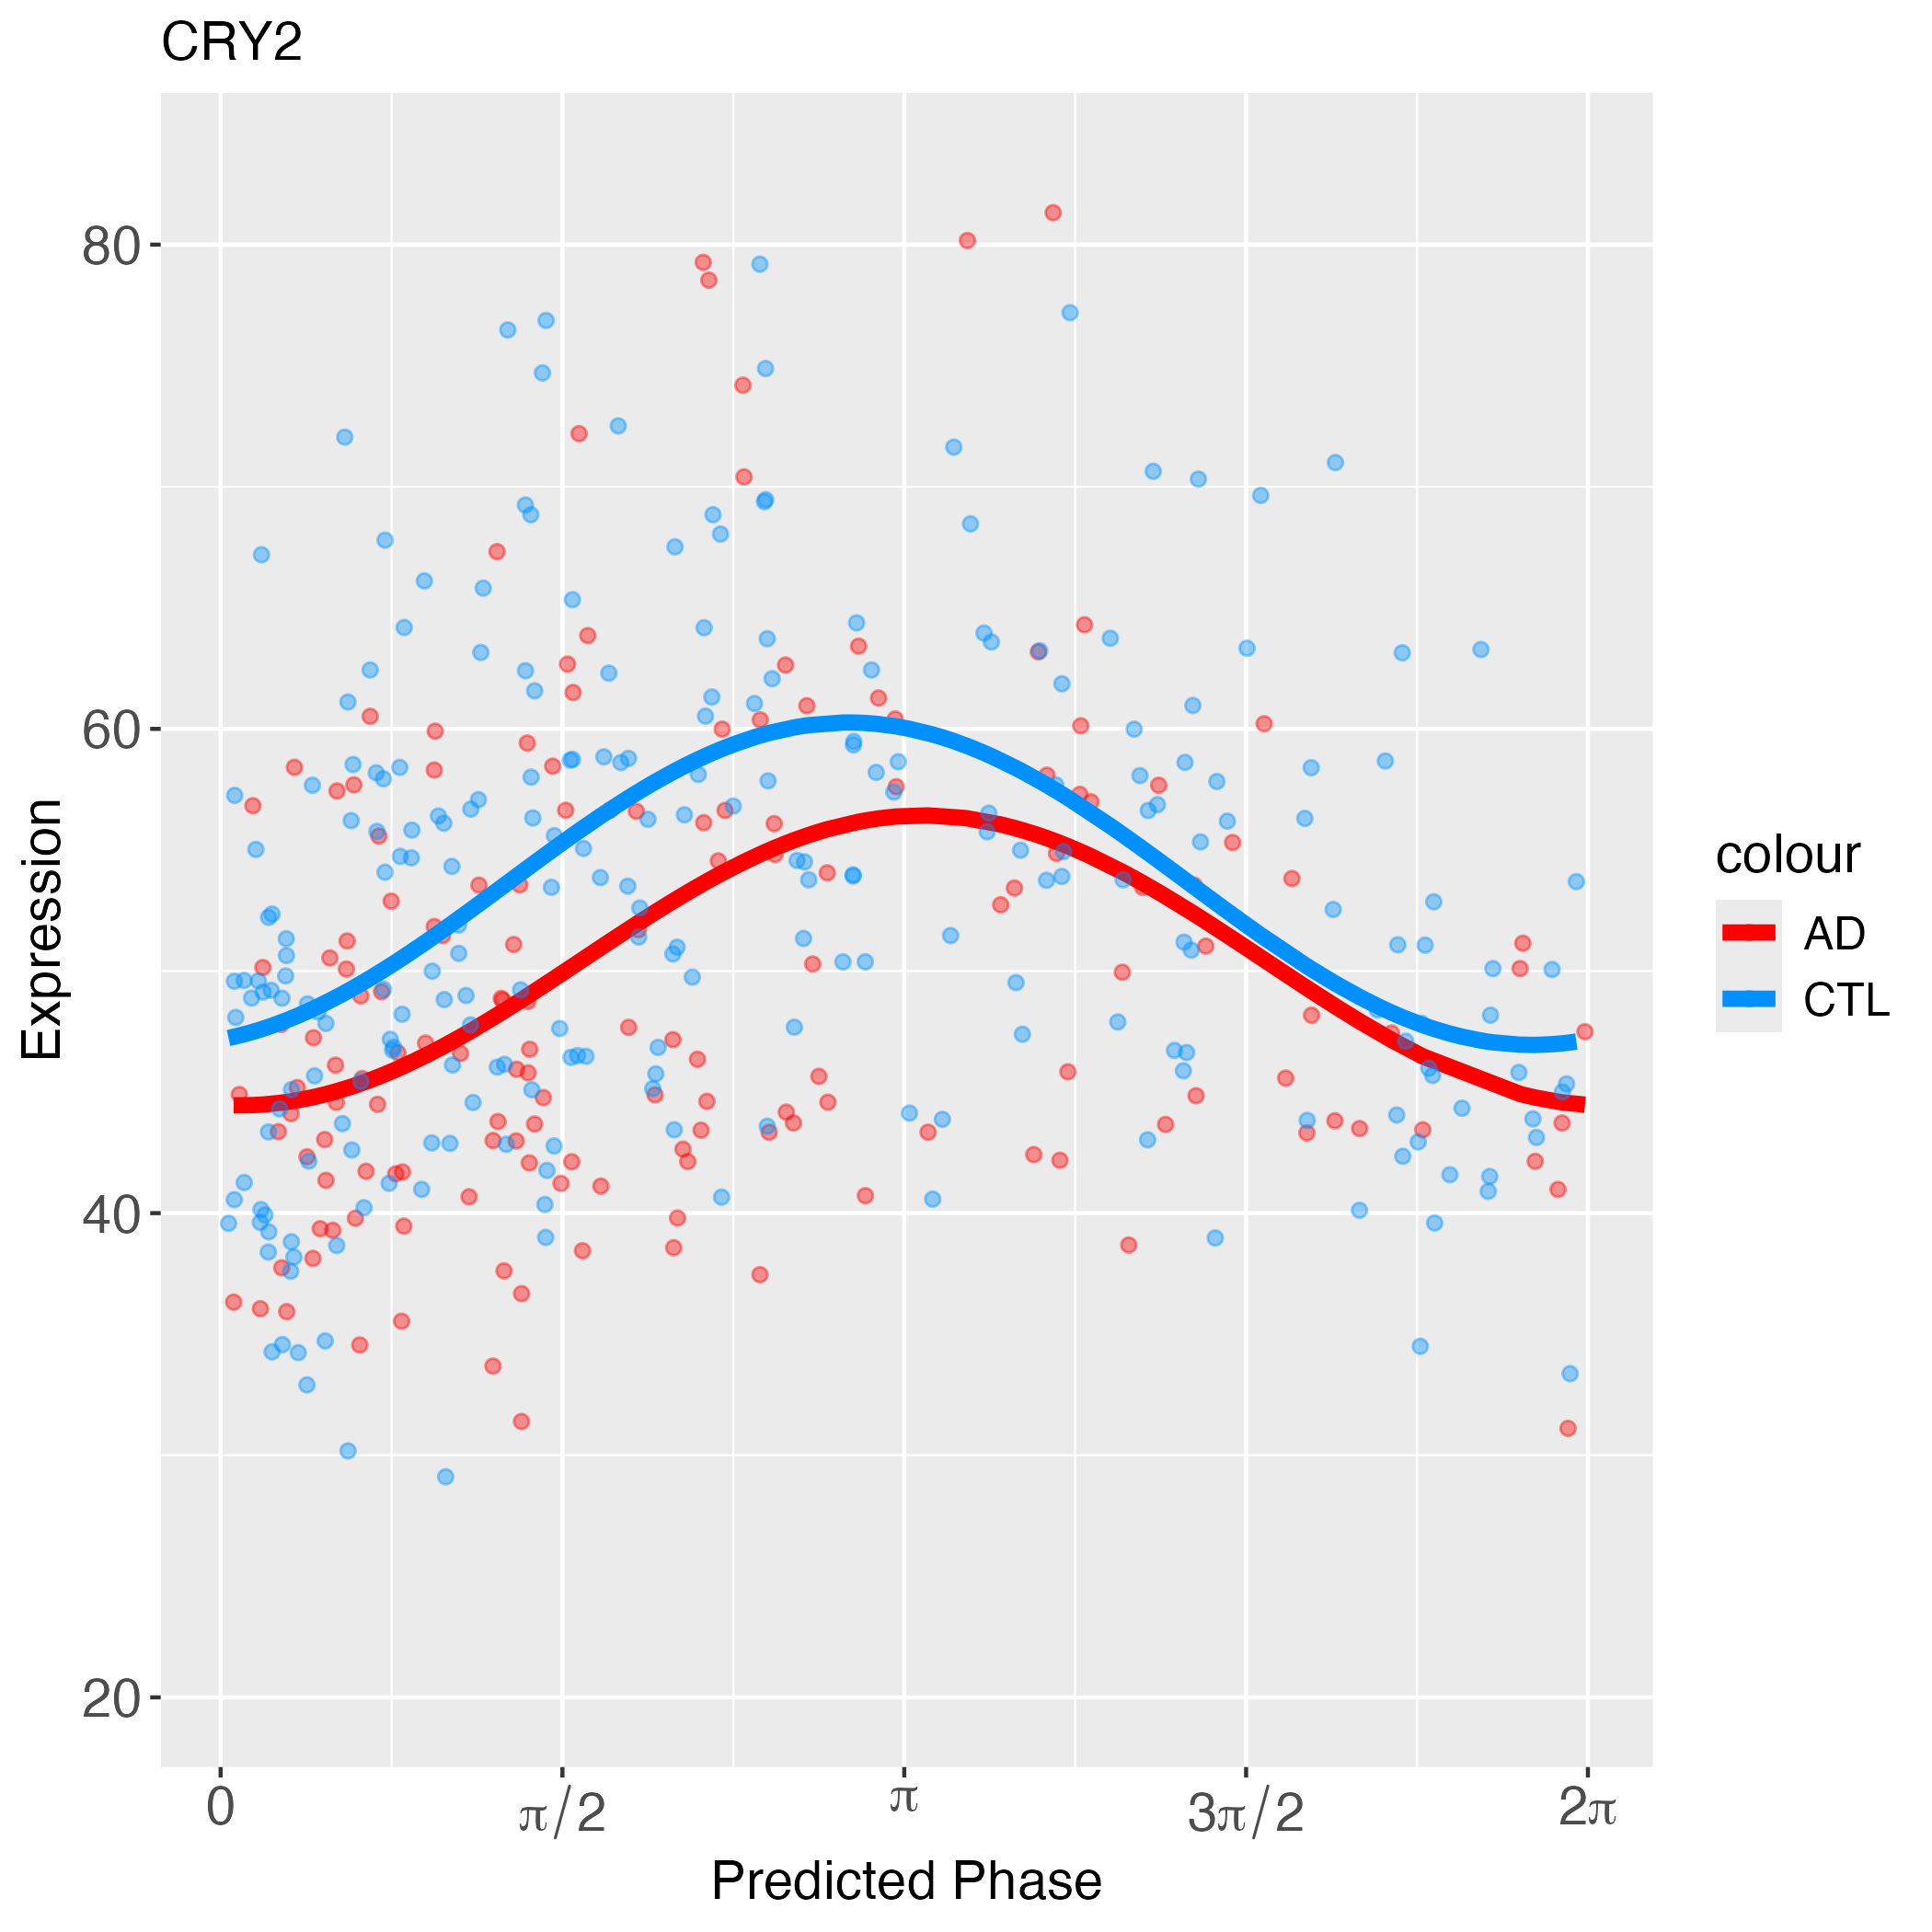 CRY2
80
60
40
20
Expression
0
π/2
π
3π/2
2π
Predicted Phase
colour
AD
CTL